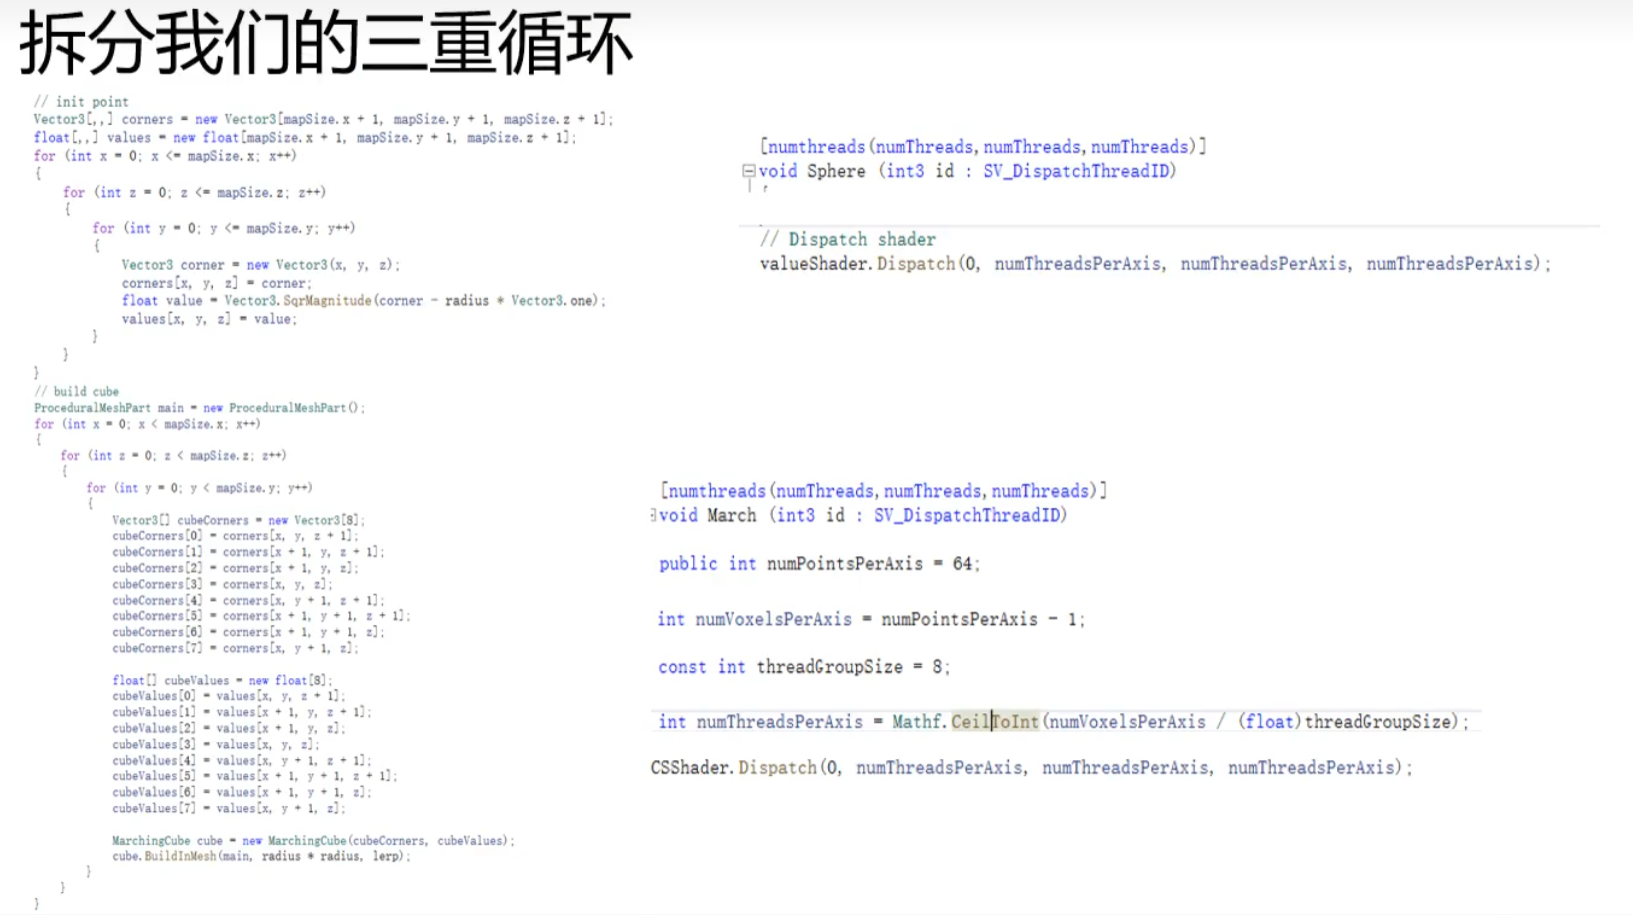 拆分我们的三重循环
// init point
Vector3[,,] corners = new Vector3[mapSize.x + 1, mapSize.y + 1, mapSize.z + 1];
float[,,] values = new float[mapSize.x + 1, mapSize.y + 1, mapSize.z + 1];
for (int x = 0; x <= mapSize.x; x++)
{
for (int z = 0; z <= mapSize.z; z++)
{
for (int y = 0; y <= mapSize.y; y++)
{
Vector3 corner = new Vector3(x, y, z);
corners[x, y, z] = corner;
float value = Vector3.SqrMagnitude(corner - radius * Vector3.one);
values[x, y, z] = value;
}
}
}
// build cube
ProceduralMeshPart main = new ProceduralMeshPart();
for (int x = 0; x < mapSize.x; x++)
{
for (int z = 0; z < mapSize.z; z++)
{
for (int y = 0; y < mapSize.y; y++)
{
Vector3[] cubeCorners = new Vector3[8];
cubeCorners[0] = corners[x, y, z + 1];
cubeCorners[1] = corners[x + 1, y, z + 1];
cubeCorners[2] = corners[x + 1, y, z];
cubeCorners[3] = corners[x, y, z];
cubeCorners[4] = corners[x, y + 1, z + 1];
cubeCorners[5] = corners[x + 1, y + 1, z + 1];
cubeCorners[6] = corners[x + 1, y + 1, z];
cubeCorners[7] = corners[x, y + 1, z];
float[] cubeValues = new float[8];
cubeValues[0] = values[x, y, z + 1];
cubeValues[1] = values[x + 1, y, z + 1];
cubeValues[2] = values[x + 1, y, z];
cubeValues[3] = values[x, y, z];
cubeValues[4] = values[x, y + 1, z + 1];
cubeValues[5] = values[x + 1, y + 1, z + 1];
cubeValues[6] = values[x + 1, y + 1, z];
cubeValues[7] = values[x, y + 1, z];
MarchingCube cube = new MarchingCube(cubeCorners, cubeValues);
cube.BuildInMesh(main, radius * radius, lerp);
}
}
}
[numthreads(numThreads,numThreads,numThreads)]
void Sphere (int3 id : SV_DispatchThreadID)
// Dispatch shader
valueShader.Dispatch(0, numThreadsPerAxis, numThreadsPerAxis, numThreadsPerAxis);
[numthreads(numThreads,numThreads,numThreads)]
void March (int3 id : SV_DispatchThreadID)
public int numPointsPerAxis = 64;
int numVoxelsPerAxis = numPointsPerAxis - 1;
const int threadGroupSize = 8;
int numThreadsPerAxis = Mathf.CeilToInt(numVoxelsPerAxis / (float)threadGroupSize);
CSShader.Dispatch(0, numThreadsPerAxis, numThreadsPerAxis, numThreadsPerAxis);